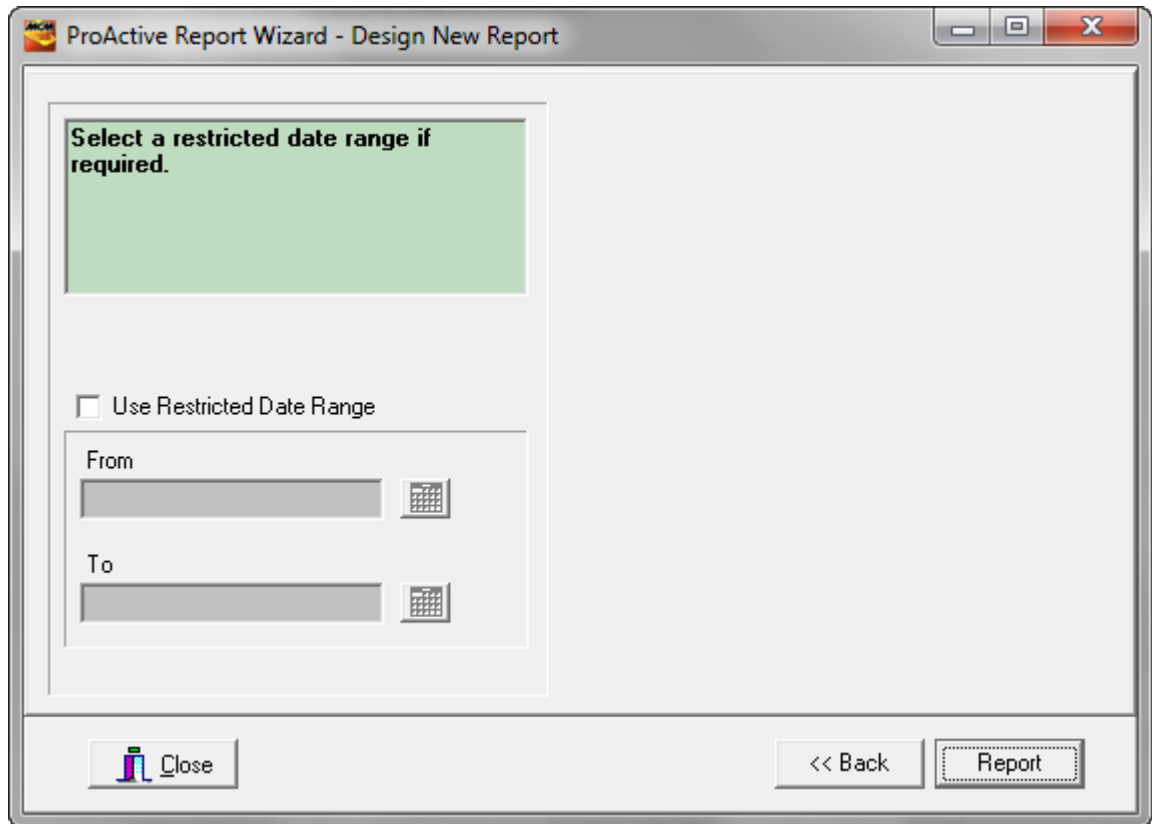 MCM
ProActive Report Wizard - Design New Report
Select a restricted date range if
required.
Use Restricted Date Range
From
To
Close
<< Back
Report